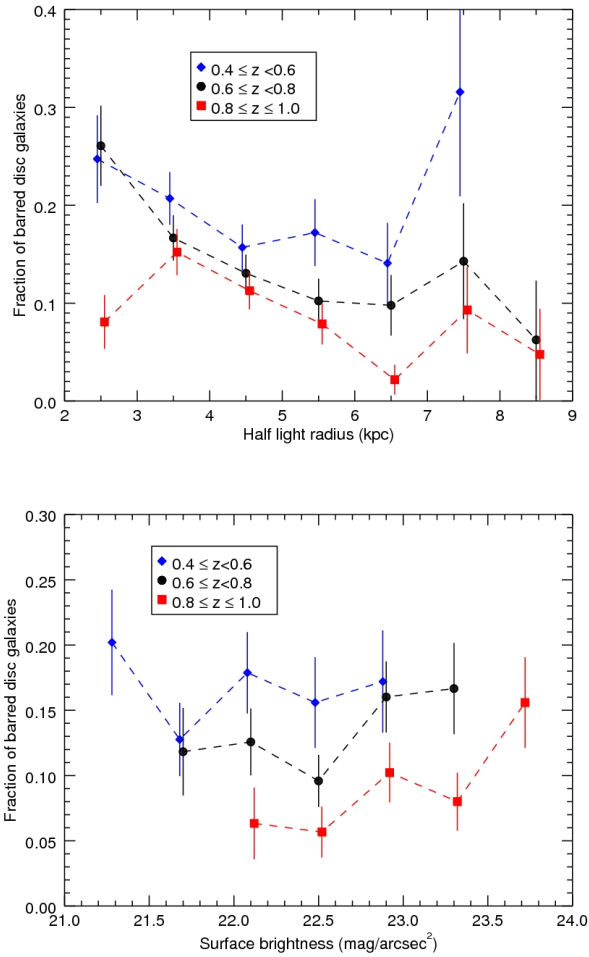 0.4
0.4 ≤ z <0.6
0.6 ≤ z <0.8
0.8 ≤ z ≤ 1.0
0.3
0.2
0.1
0.0
Fraction of barred disc galaxies
2 3 4 5 6 7 8 9
Half light radius (kpc)
0.30
0.4 ≤ z<0.6
0.6 ≤ z<0.8
0.8 ≤ z ≤ 1.0
0.25
0.20
0.15
0.10
0.05
0.00
Fraction of barred disc galaxies
21.0 21.5 22.0 22.5 23.0 23.5 24.0
Surface brightness (mag/arcsec²)